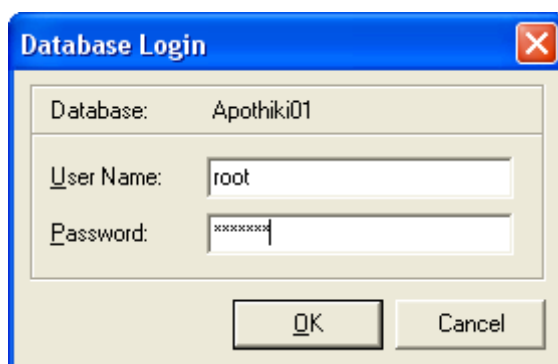 Database Login
Database: Apothiki01
User Name: root
Password: *******
OK Cancel